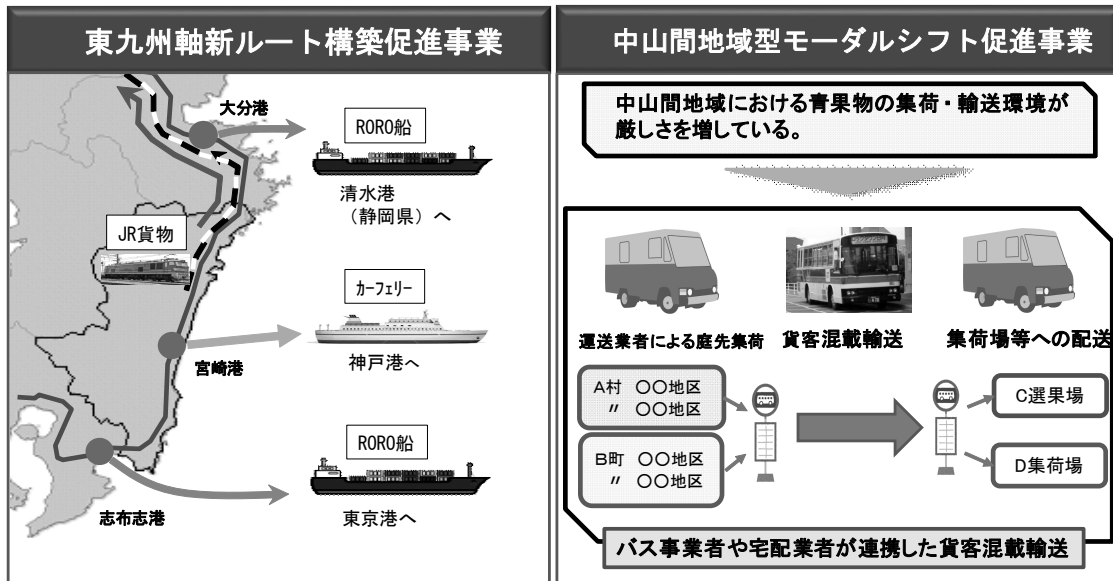 東九州軸新ルート構築促進事業
大分港
RORO船
清水港
(静岡県)へ
JR貨物
カーフェリー
神戸港へ
宮崎港
RORO船
東京港へ
志布志港
中山間地域型モーダルシフト促進事業
中山間地域における青果物の集荷・輸送環境が
厳しさを増している。
運送業者による庭先集荷
貨客混載輸送
集荷場等への配送
A村 〇〇地区
〃 〇〇地区
B町 〇〇地区
〃 〇〇地区
C選果場
D集荷場
バス事業者や宅配業者が連携した貨客混載輸送